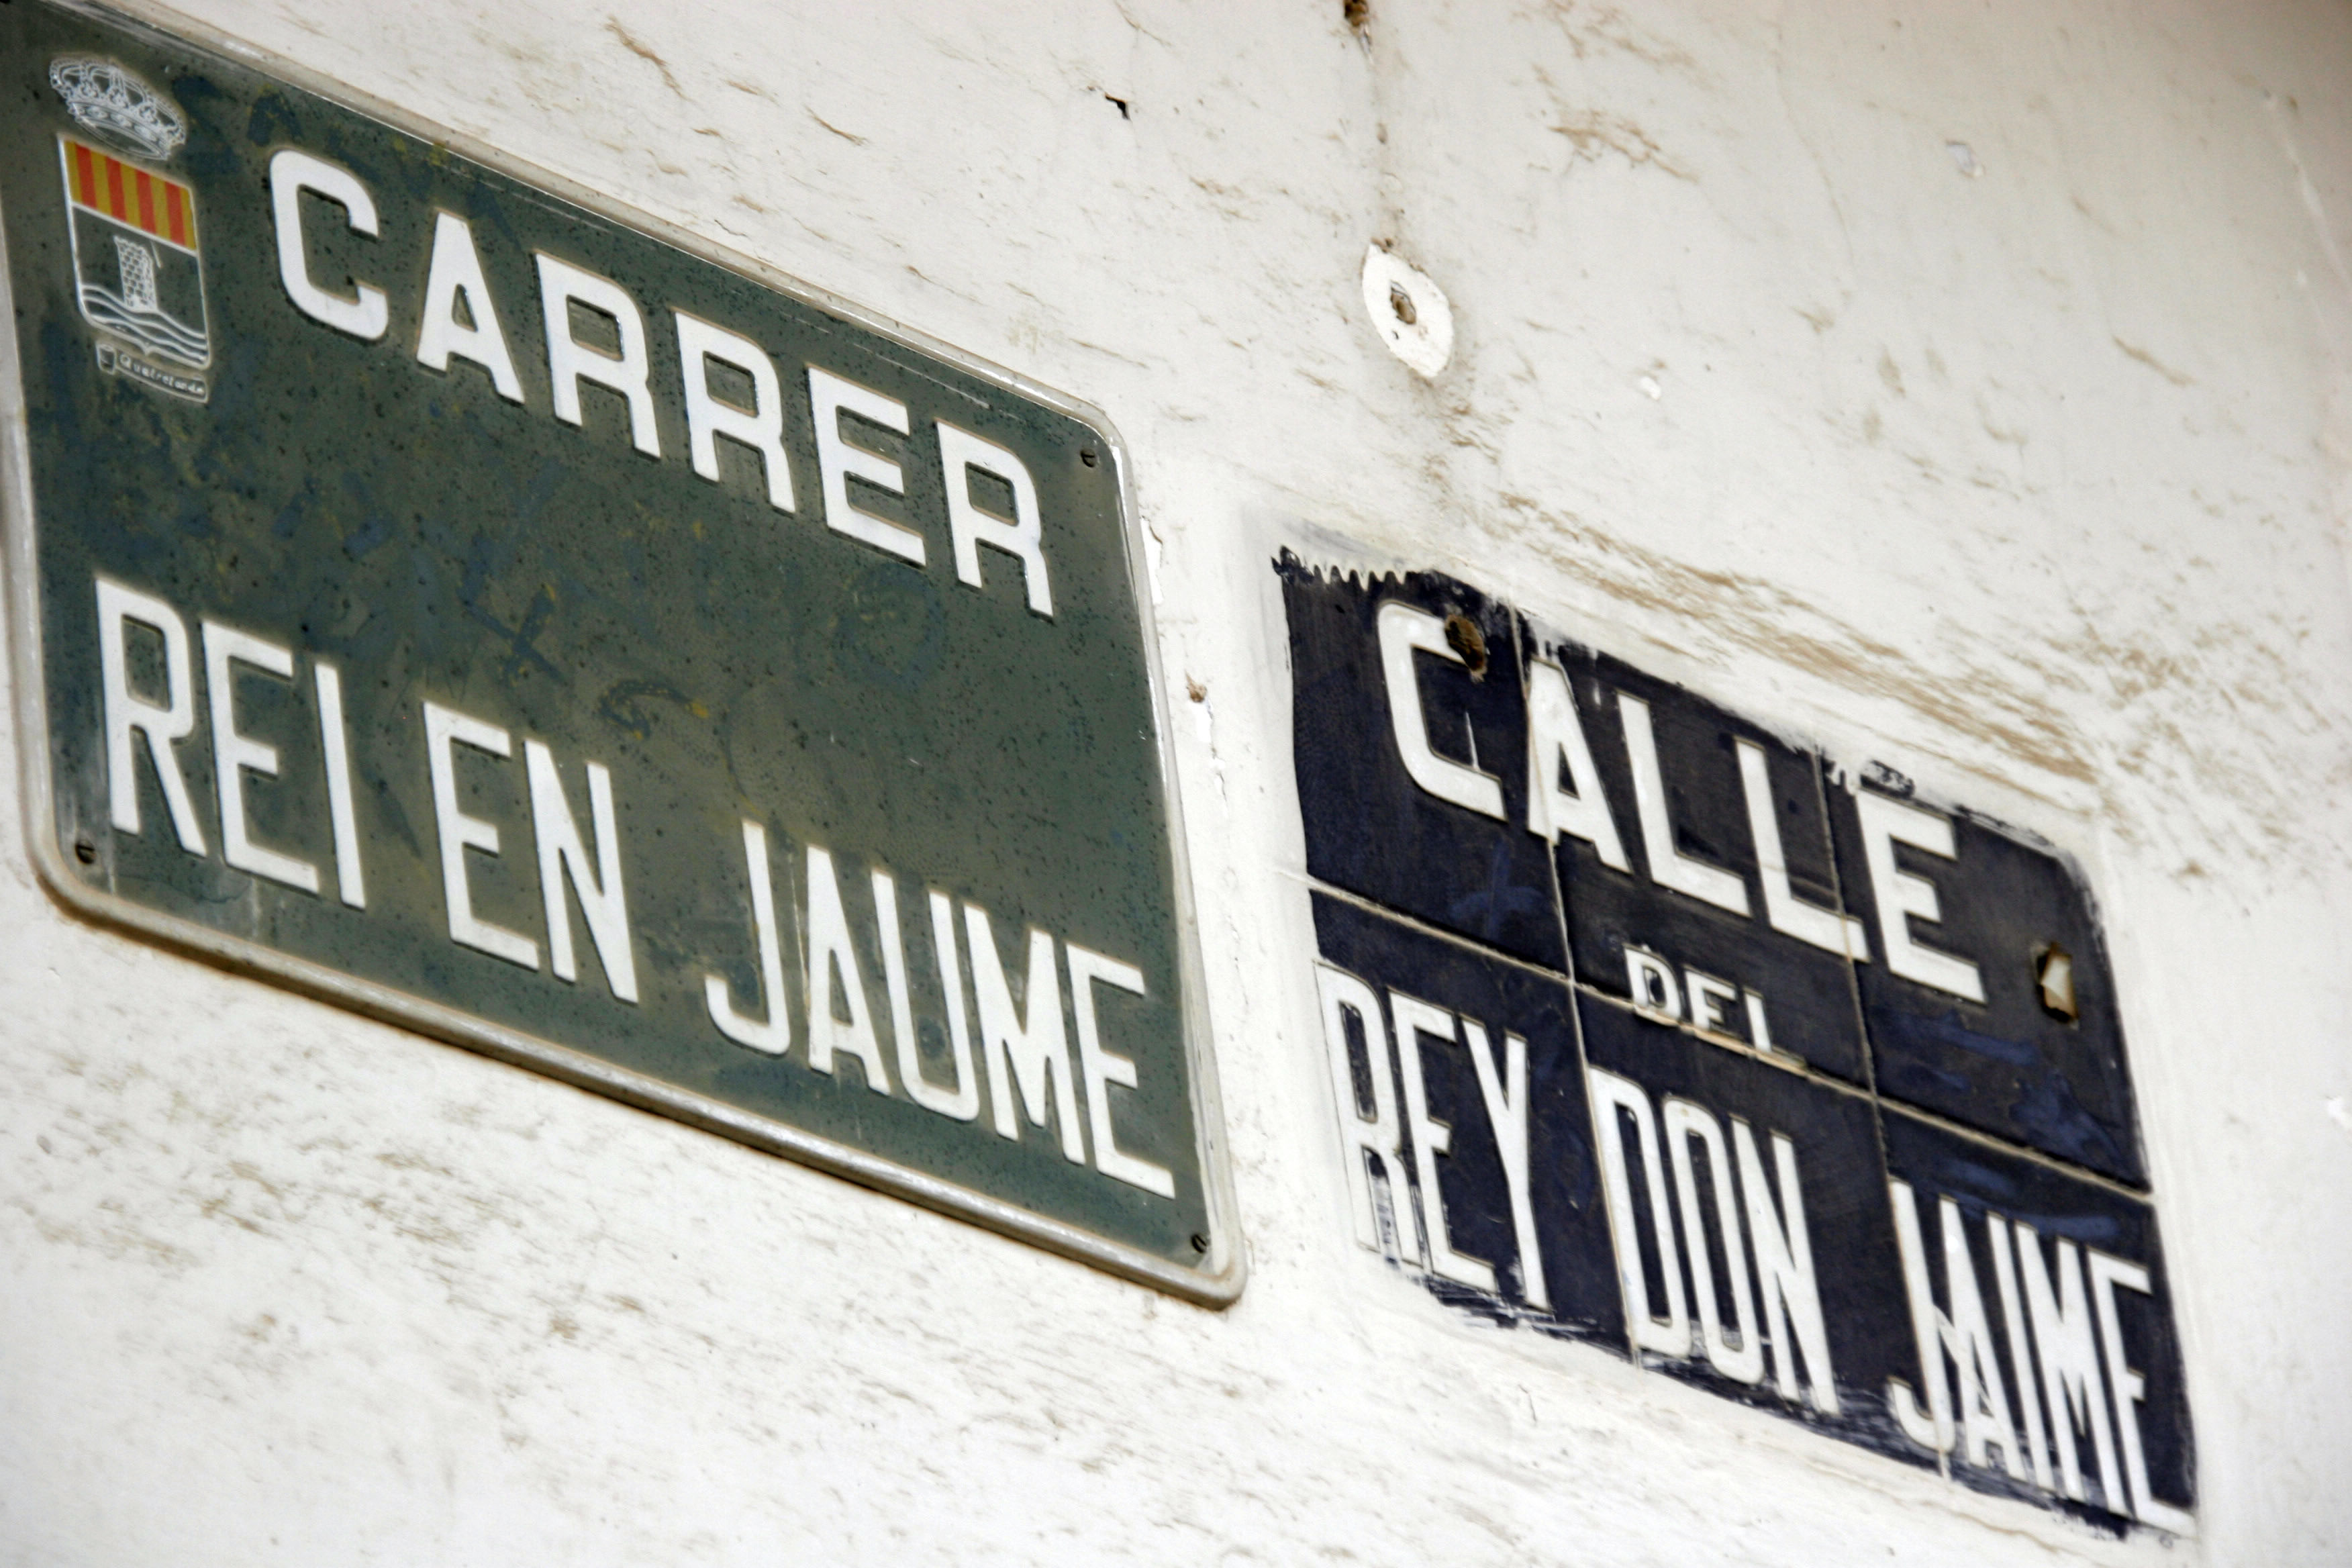 CARRER
REI EN JAUME
CALLE
DEL
REY DON JAIME